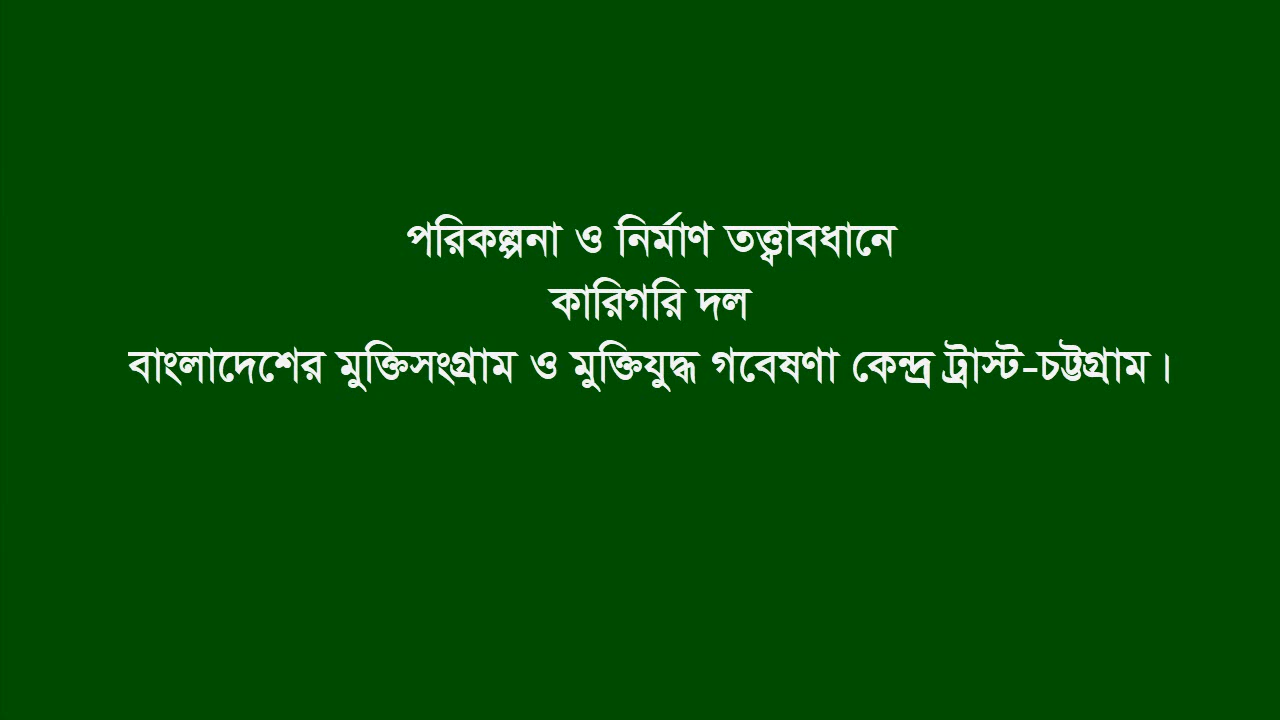 পরিকল্পনা ও নির্মাণ তত্ত্বাবধানে
কারিগরি দল
বাংলাদেশের মুক্তিসংগ্রাম ও মুক্তিযুদ্ধ গবেষণা কেন্দ্র ট্রাস্ট-চট্টগ্রাম।